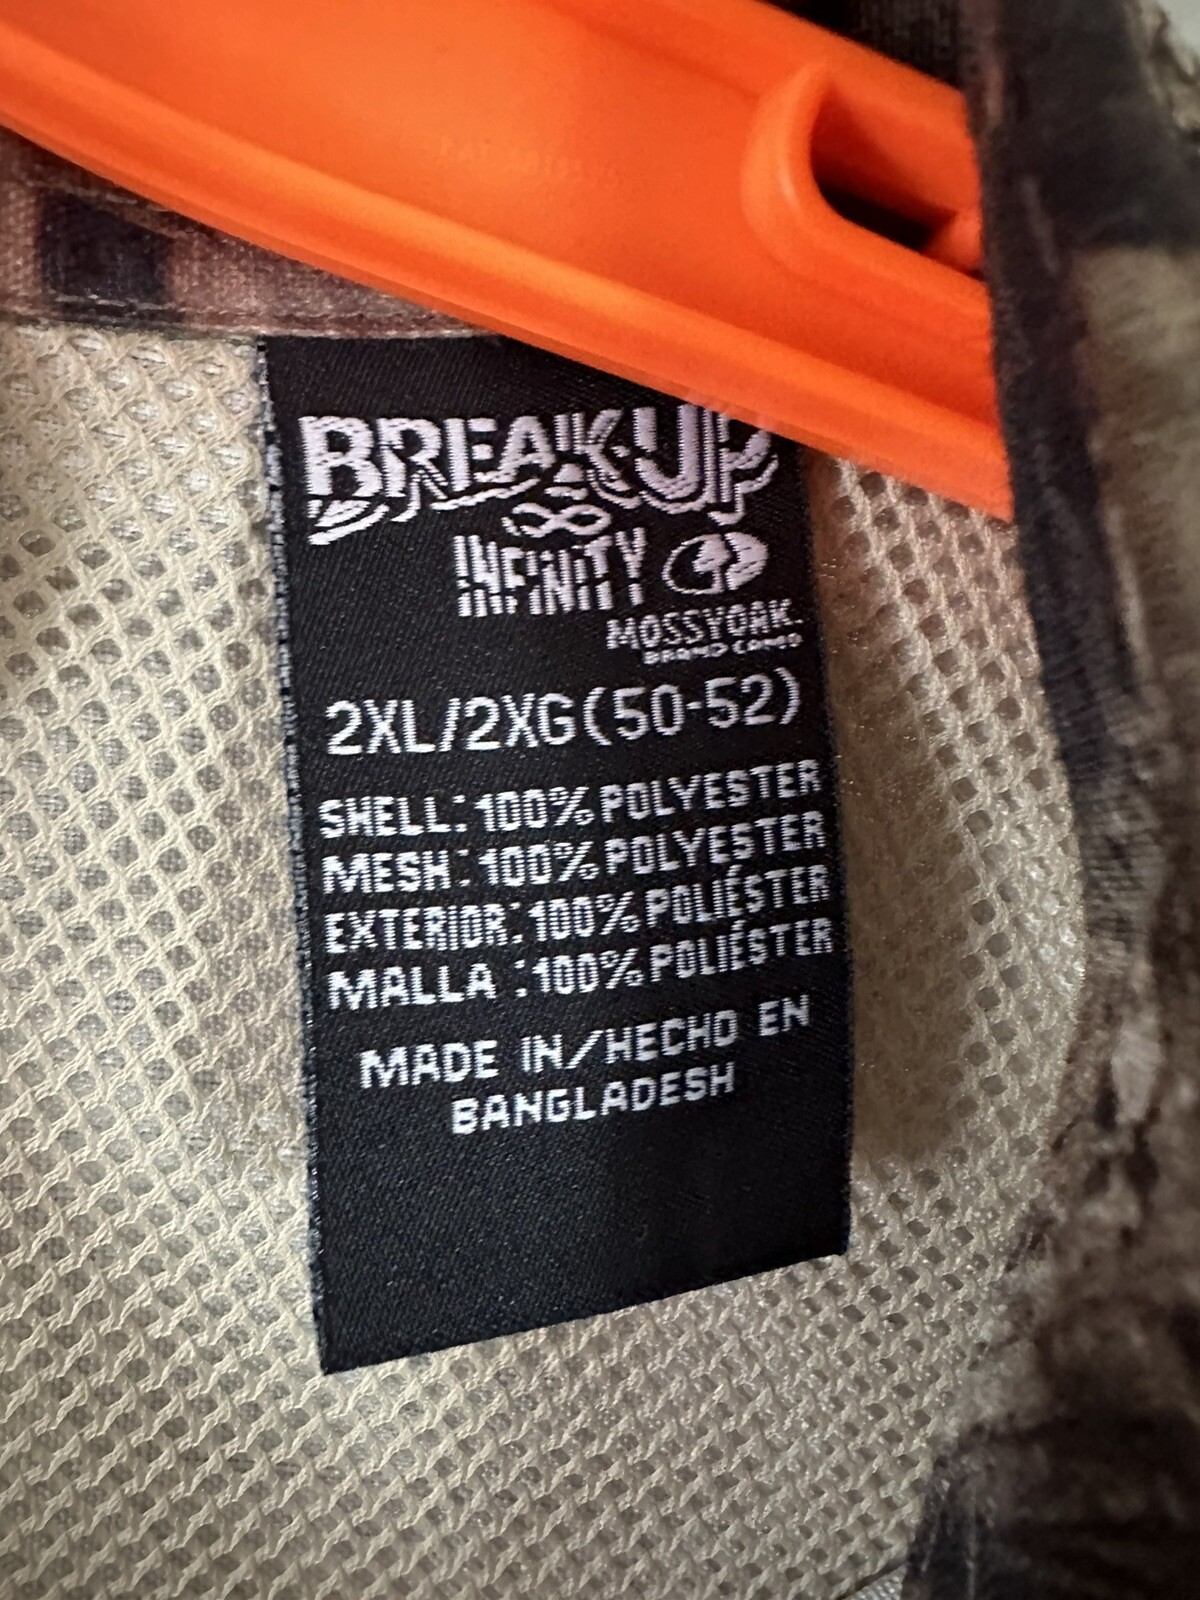 BREAK-UP
INFINITY
MOSSY OAK
BRAND CAMO
2XL/2XG(50-52)
SHELL: 100% POLYESTER
MESH: 100% POLYESTER
EXTERIOR: 100% POLIÉSTER
MALLA :100% POLIÉSTER
MADE IN/HECHO EN
BANGLADESH